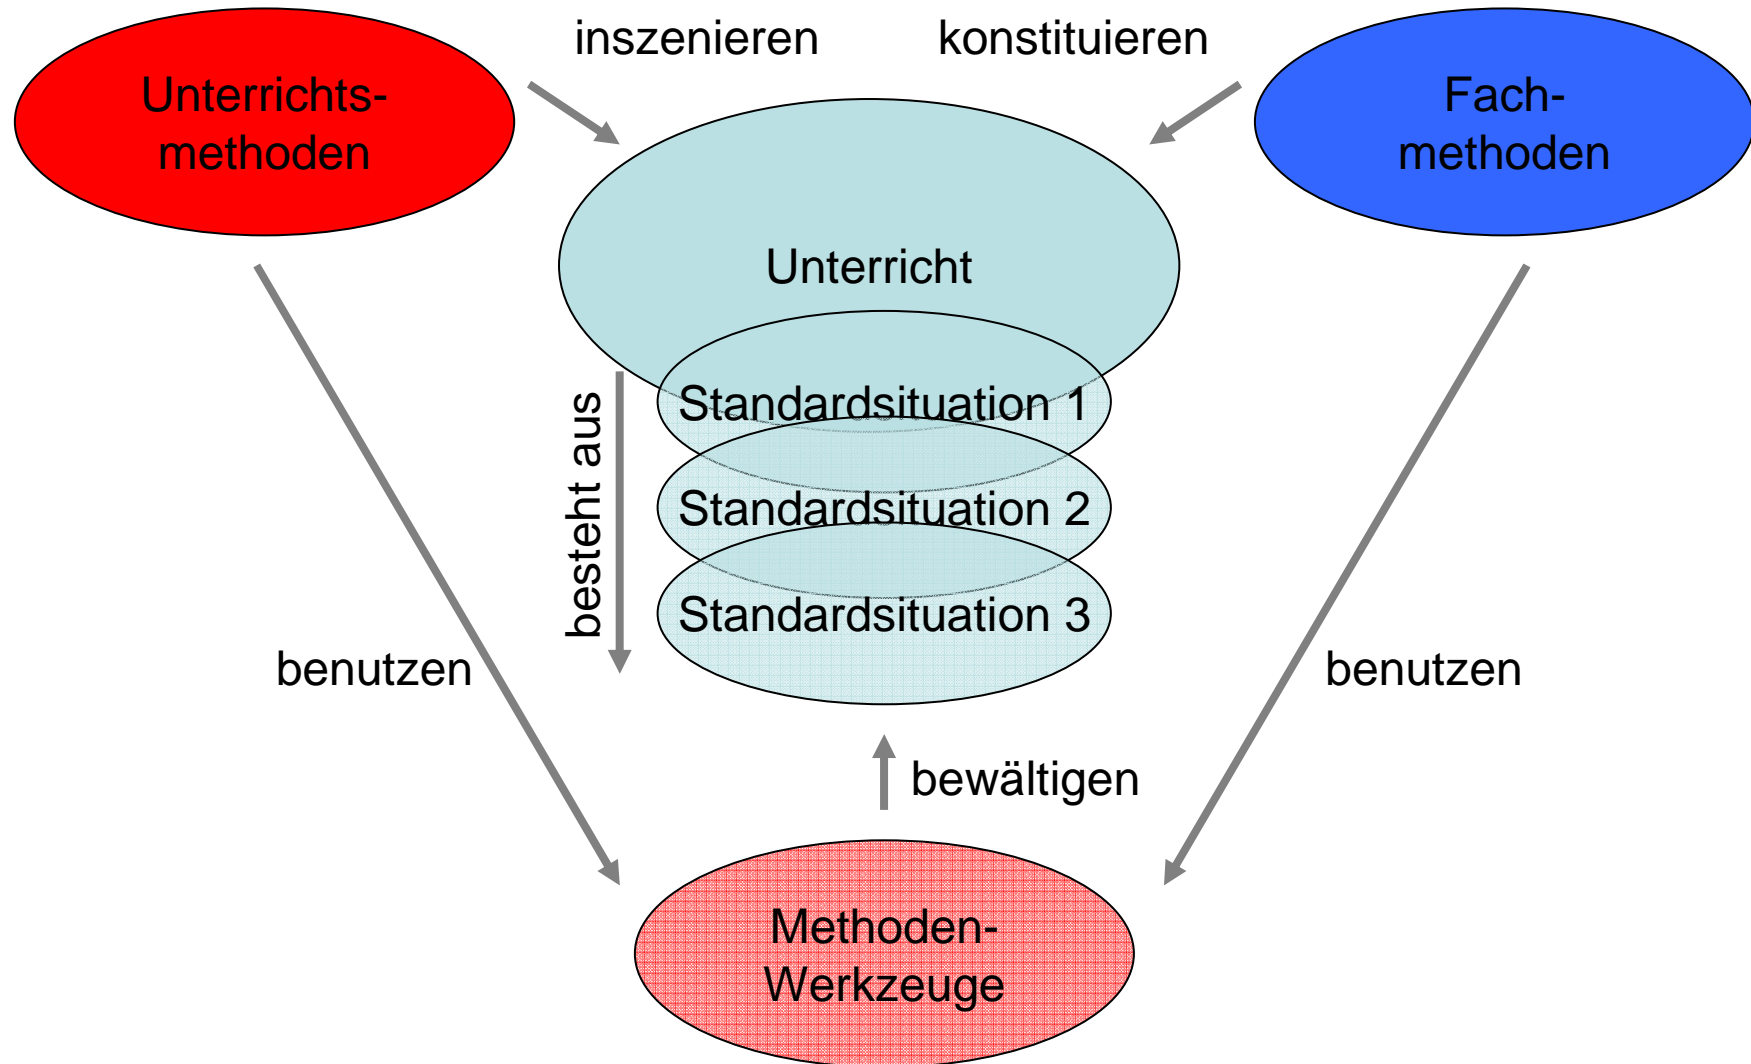 inszenieren
konstituieren
Unterrichts-
methoden
Fach-
methoden
Unterricht
besteht aus
Standardsituation 1
Standardsituation 2
Standardsituation 3
benutzen
benutzen
bewältigen
Methoden-
Werkzeuge